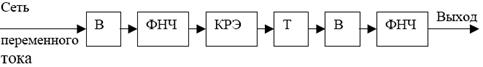 Сеть
переменного
тока
В
ФНЧ
КРЭ
Т
В
ФНЧ
Выход